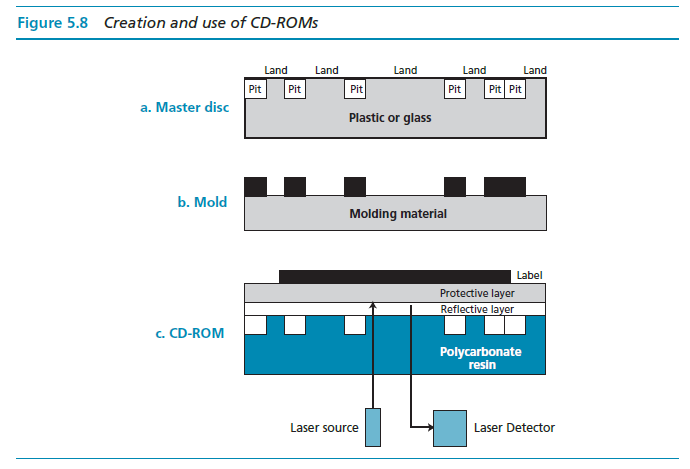 Figure 5.8 Creation and use of CD-ROMs
Land Land Land Land Land
Pit Pit Pit Pit Pit Pit
a. Master disc
Plastic or glass
b. Mold
Molding material
Label
Protective layer
Reflective layer
c. CD-ROM
Polycarbonate
resin
Laser source
Laser Detector